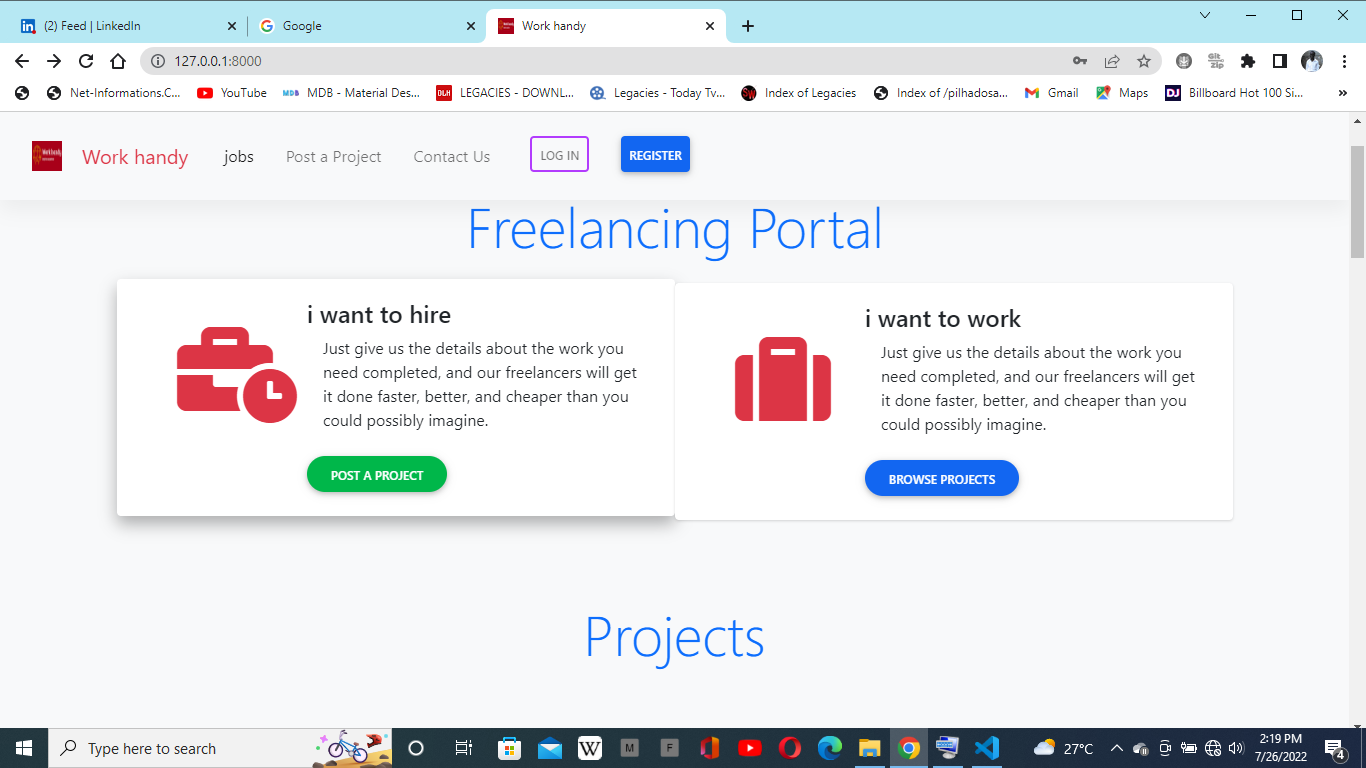 (2) Feed | LinkedIn
Google
Work handy
127.0.0.1:8000
Net-Informations.C...
YouTube
MDB - Material Des...
LEGACIES - DOWNL...
Legacies - Today Tv...
Index of Legacies
Index of /pilhadosa...
Gmail
Maps
Billboard Hot 100 Si...
»
Work handy
jobs
Post a Project
Contact Us
LOG IN
REGISTER
Freelancing Portal
i want to hire
Just give us the details about the work you
need completed, and our freelancers will get
it done faster, better, and cheaper than you
could possibly imagine.
POST A PROJECT
i want to work
Just give us the details about the work you
need completed, and our freelancers will get
it done faster, better, and cheaper than you
could possibly imagine.
BROWSE PROJECTS
Projects
Type here to search
W
M
F
27°C
2:19 PM
7/26/2022
4